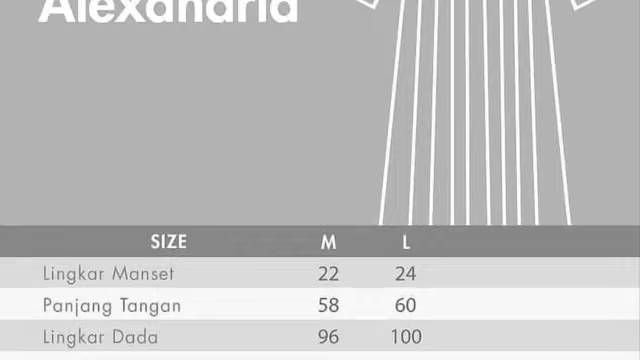 Alexandria
SIZE M L
Lingkar Manset 22 24
Panjang Tangan 58 60
Lingkar Dada 96 100